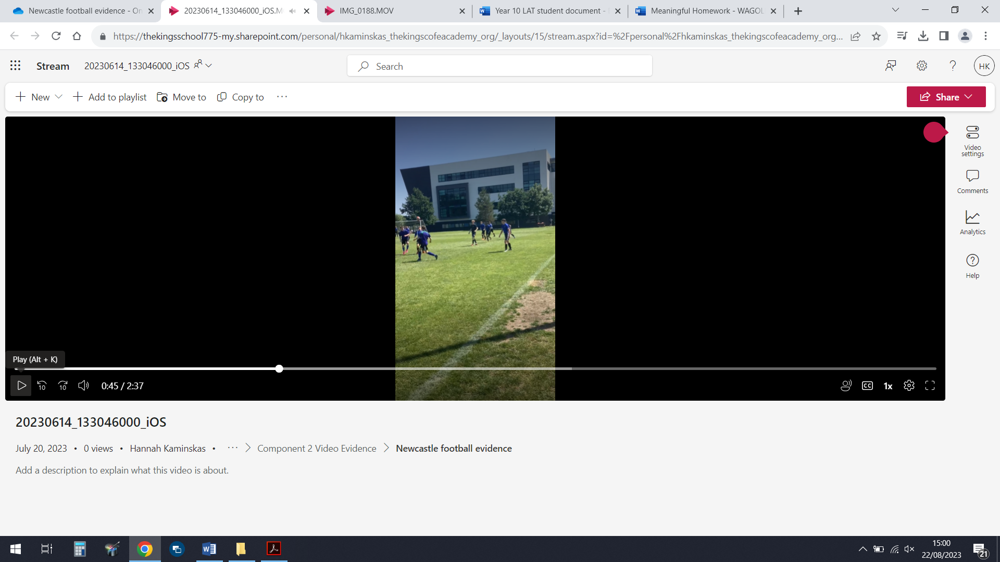 Newcastle football evidence - On
20230614_133046000_iOS.M
IMG_0188.MOV
Year 10 LAT student document -
Meaningful Homework - WAGOL
https://thekingsschool775-my.sharepoint.com/personal/hkaminskas_thekingscofeacademy_org/_layouts/15/stream.aspx?id=%2Fpersonal%2Fhkaminskas_thekingscofeacademy_org...
Stream 20230614_133046000_iOS
Search
HK
New Add to playlist Move to Copy to ...
Share
Video
settings
Comments
Analytics
Help
Play (Alt + K)
10 10 0:45 / 2:37
CC 1x
20230614_133046000_iOS
July 20, 2023 • 0 views • Hannah Kaminskas • ... > Component 2 Video Evidence > Newcastle football evidence
Add a description to explain what this video is about.
15:00
22/08/2023
21